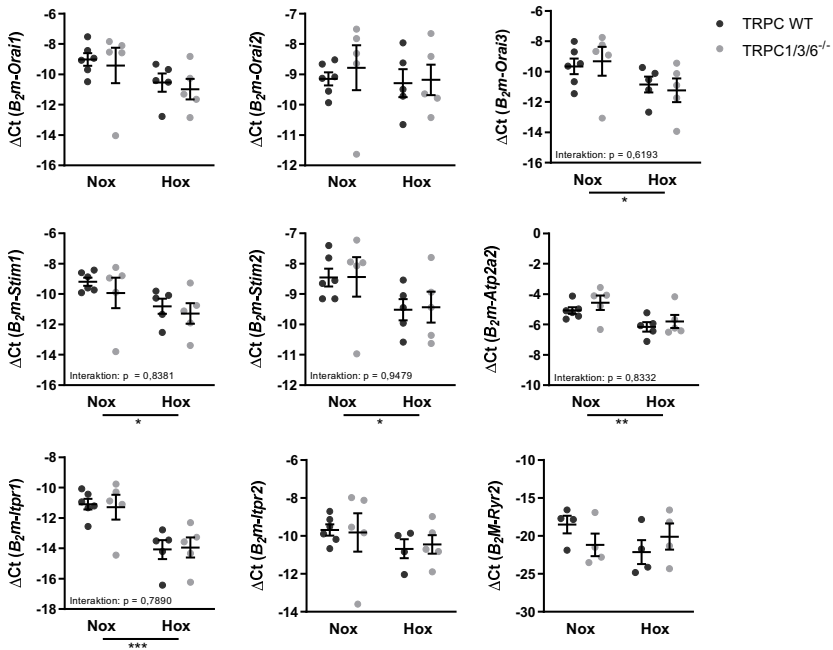 TRPC WT
TRPC1/3/6-/-
ΔCt (B2m-Orai1)
-6
-8
-10
-12
-14
-16
Nox Hox
ΔCt (B2m-Orai2)
-7
-8
-9
-10
-11
-12
Nox Hox
ΔCt (B2m-Orai3)
-6
-8
-10
-12
-14
-16
Interaktion: p = 0,6193
Nox Hox
*
ΔCt (B2m-Stim1)
-6
-8
-10
-12
-14
-16
Interaktion: p = 0,8381
Nox Hox
*
ΔCt (B2m-Stim2)
-7
-8
-9
-10
-11
-12
Interaktion: p = 0,9479
Nox Hox
*
ΔCt (B2m-Atp2a2)
0
-2
-4
-6
-8
-10
Interaktion: p = 0,8332
Nox Hox
**
ΔCt (B2m-Itpr1)
-8
-10
-12
-14
-16
-18
Interaktion: p = 0,7890
Nox Hox
***
ΔCt (B2m-Itpr2)
-6
-8
-10
-12
-14
Nox Hox
ΔCt (B2M-Ryr2)
-10
-15
-20
-25
-30
Nox Hox